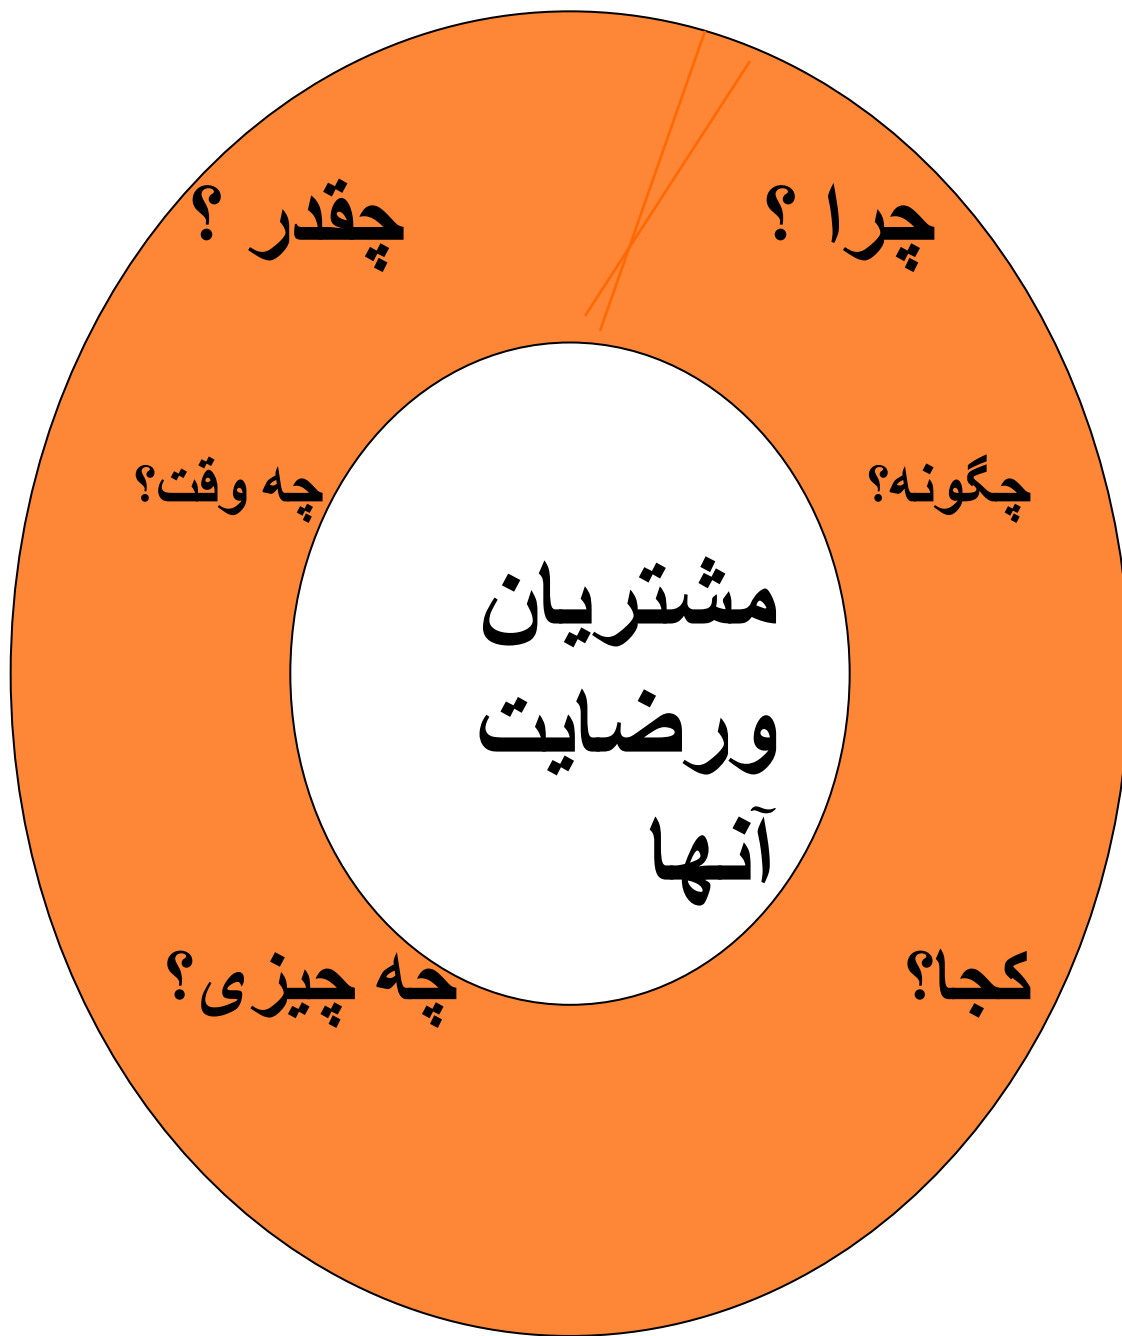 چرا ؟
چقدر ؟
چگونه؟
چه وقت؟
مشتریان
ورضایت
آنها
کجا؟
چه چیزی؟